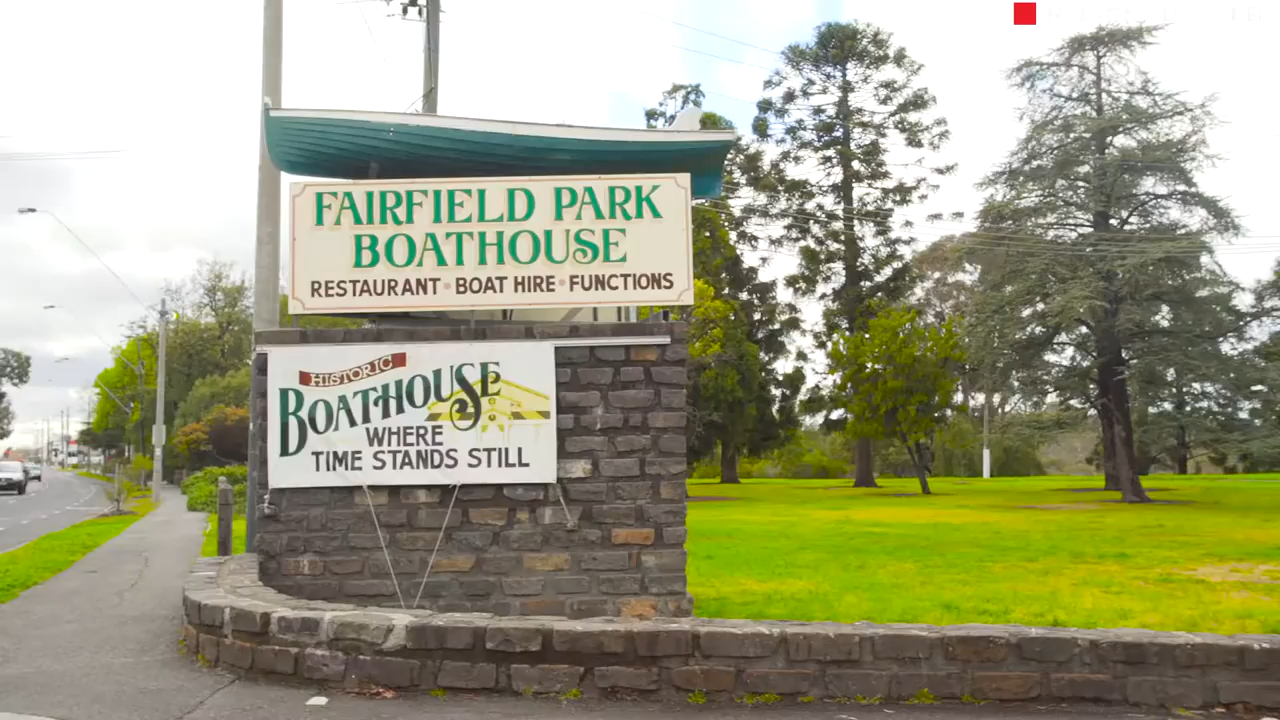 FAIRFIELD PARK
BOATHOUSE
RESTAURANT • BOAT HIRE • FUNCTIONS
HISTORIC
BOATHOUSE
WHERE
TIME STANDS STILL